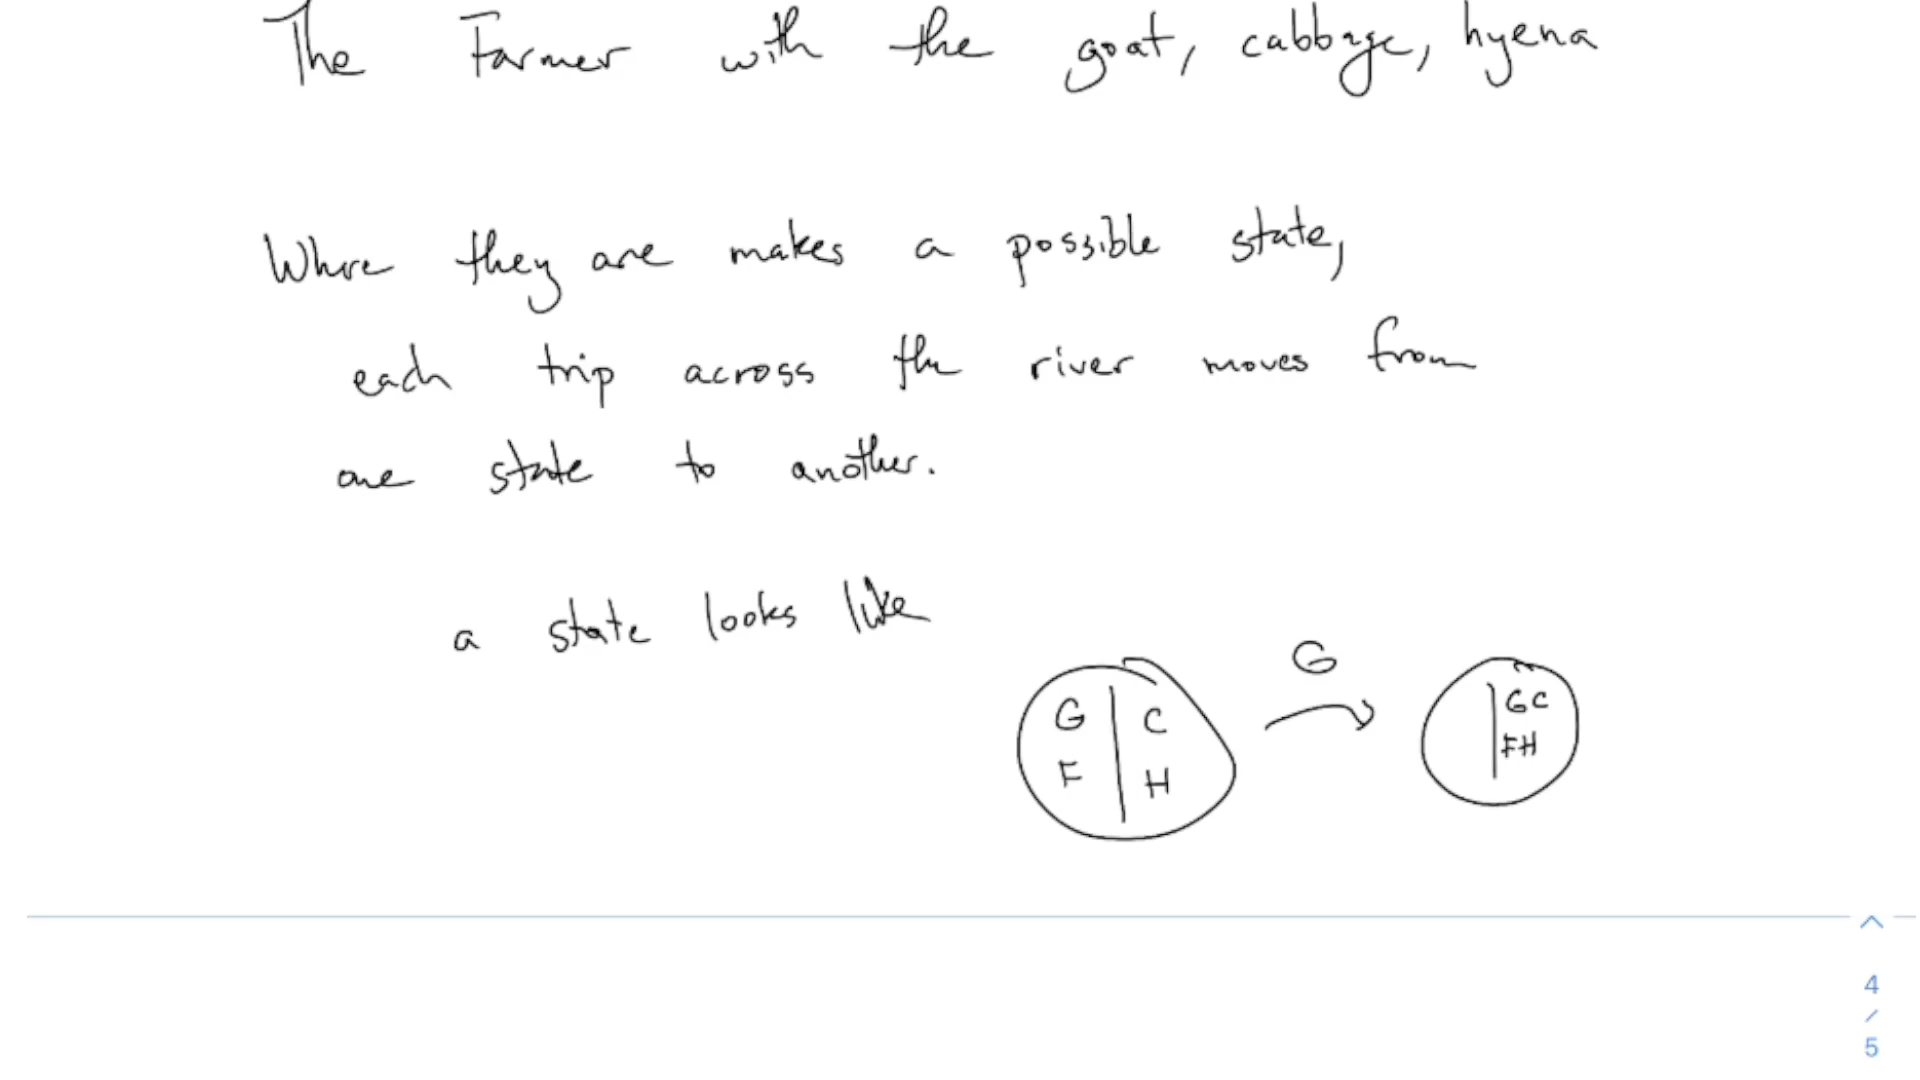 The Farmer with the goat, cabbage, hyena
Where they are makes a possible state,
each trip across the river moves from
one state to another.
a state looks like
G
G | C
F | H
| GC
| FH
4
/
5